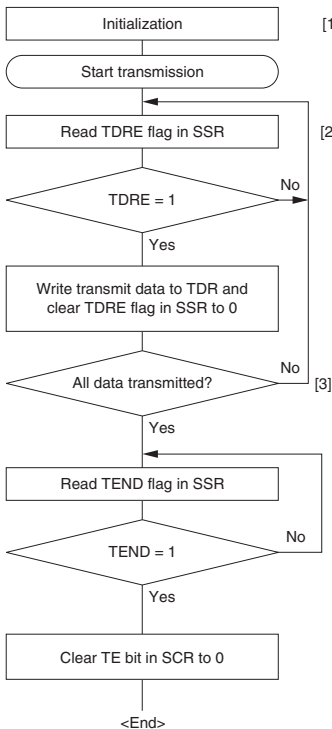 Initialization
[1
Start transmission
Read TDRE flag in SSR
[2
TDRE = 1
No
Yes
Write transmit data to TDR and
clear TDRE flag in SSR to 0
All data transmitted?
No
[3]
Yes
Read TEND flag in SSR
TEND = 1
No
Yes
Clear TE bit in SCR to 0
<End>